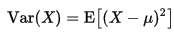 Var(X) = E[(X − μ)²]